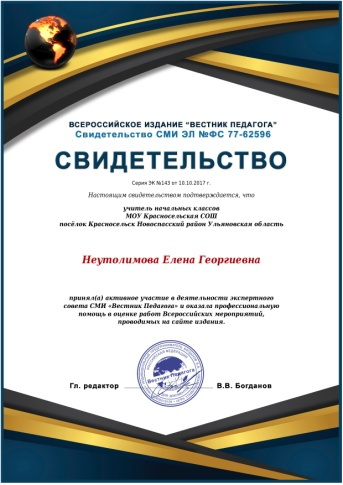 ВСЕРОССИЙСКОЕ ИЗДАНИЕ "ВЕСТНИК ПЕДАГОГА"
Свидетельство СМИ ЭЛ №ФС 77-62596
СВИДЕТЕЛЬСТВО
Серия ЭК №143 от 10.10.2017 г.
Настоящим свидетельством подтверждается, что
учитель начальных классов
МОУ Красносельская СОШ
посёлок Красносельск Новоспасский район Ульяновская область
Неутолимова Елена Георгиевна
принял(а) активное участие в деятельности экспертного
совета СМИ «Вестник Педагога» и оказала профессиональную
помощь в оценке работ Всероссийских мероприятий,
проводимых на сайте издания.
Вестник Педагога
Гл. редактор В.В. Богданов